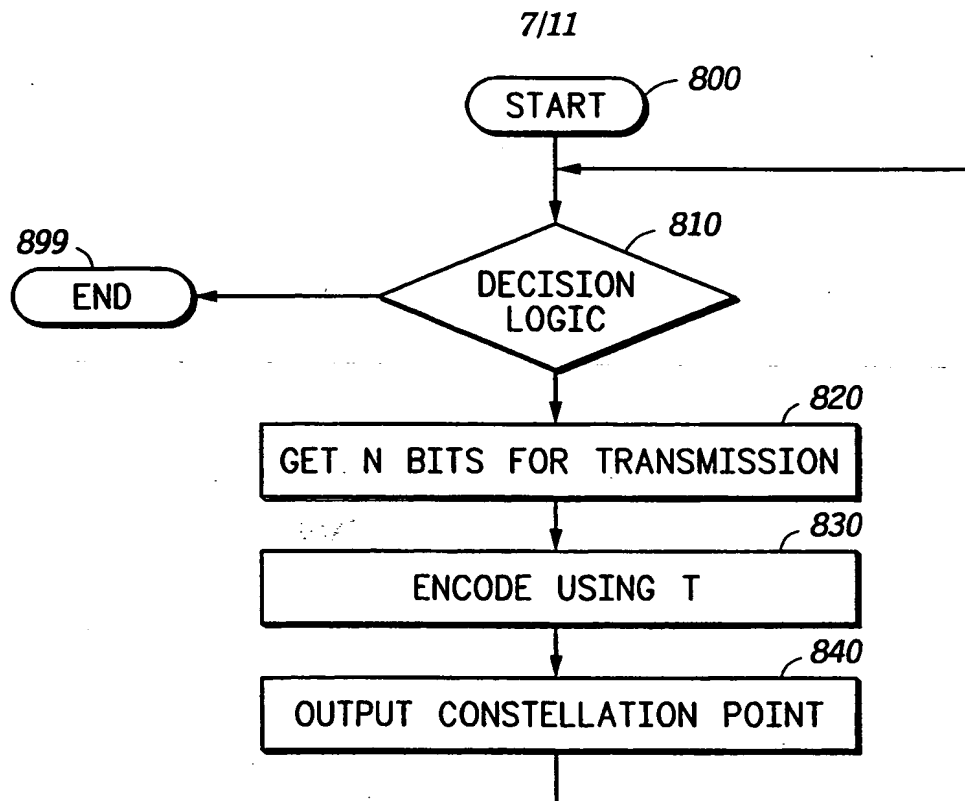 7/11
START
800
810
899
END
DECISION
LOGIC
820
GET N BITS FOR TRANSMISSION
830
ENCODE USING T
840
OUTPUT CONSTELLATION POINT